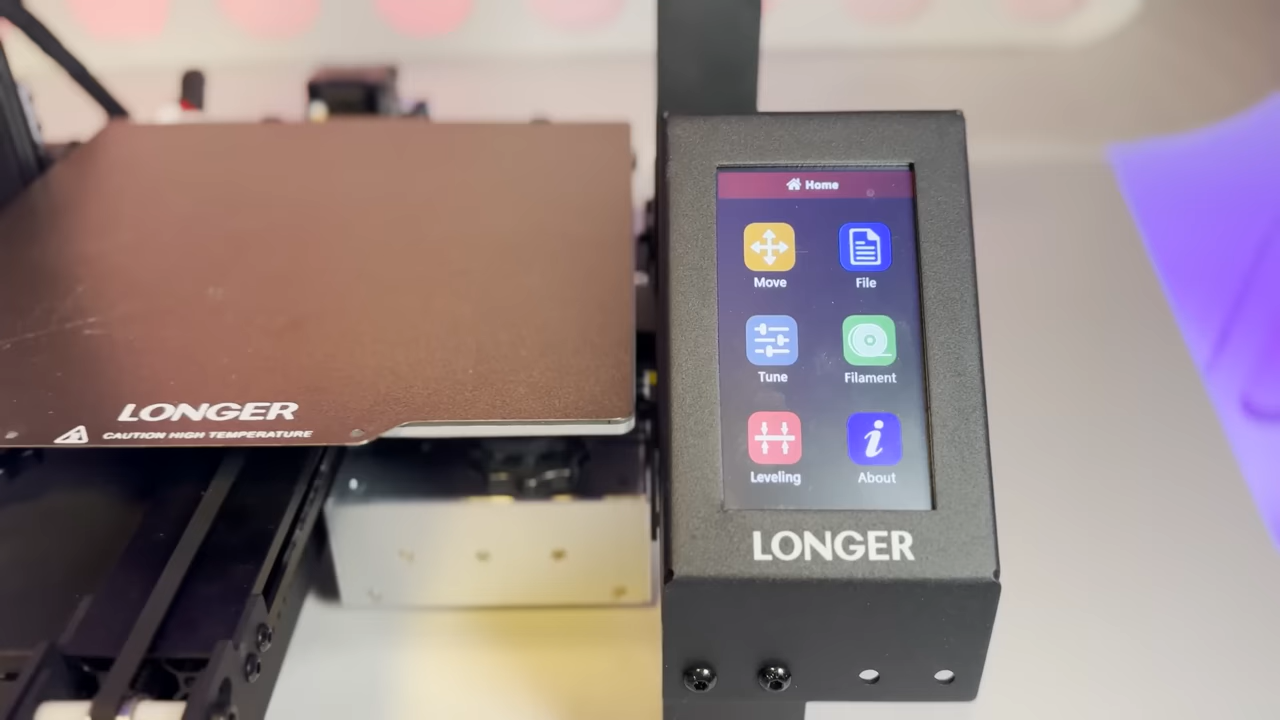 LONGER
CAUTION HIGH TEMPERATURE
Home
Move
File
Tune
Filament
Leveling
About
LONGER